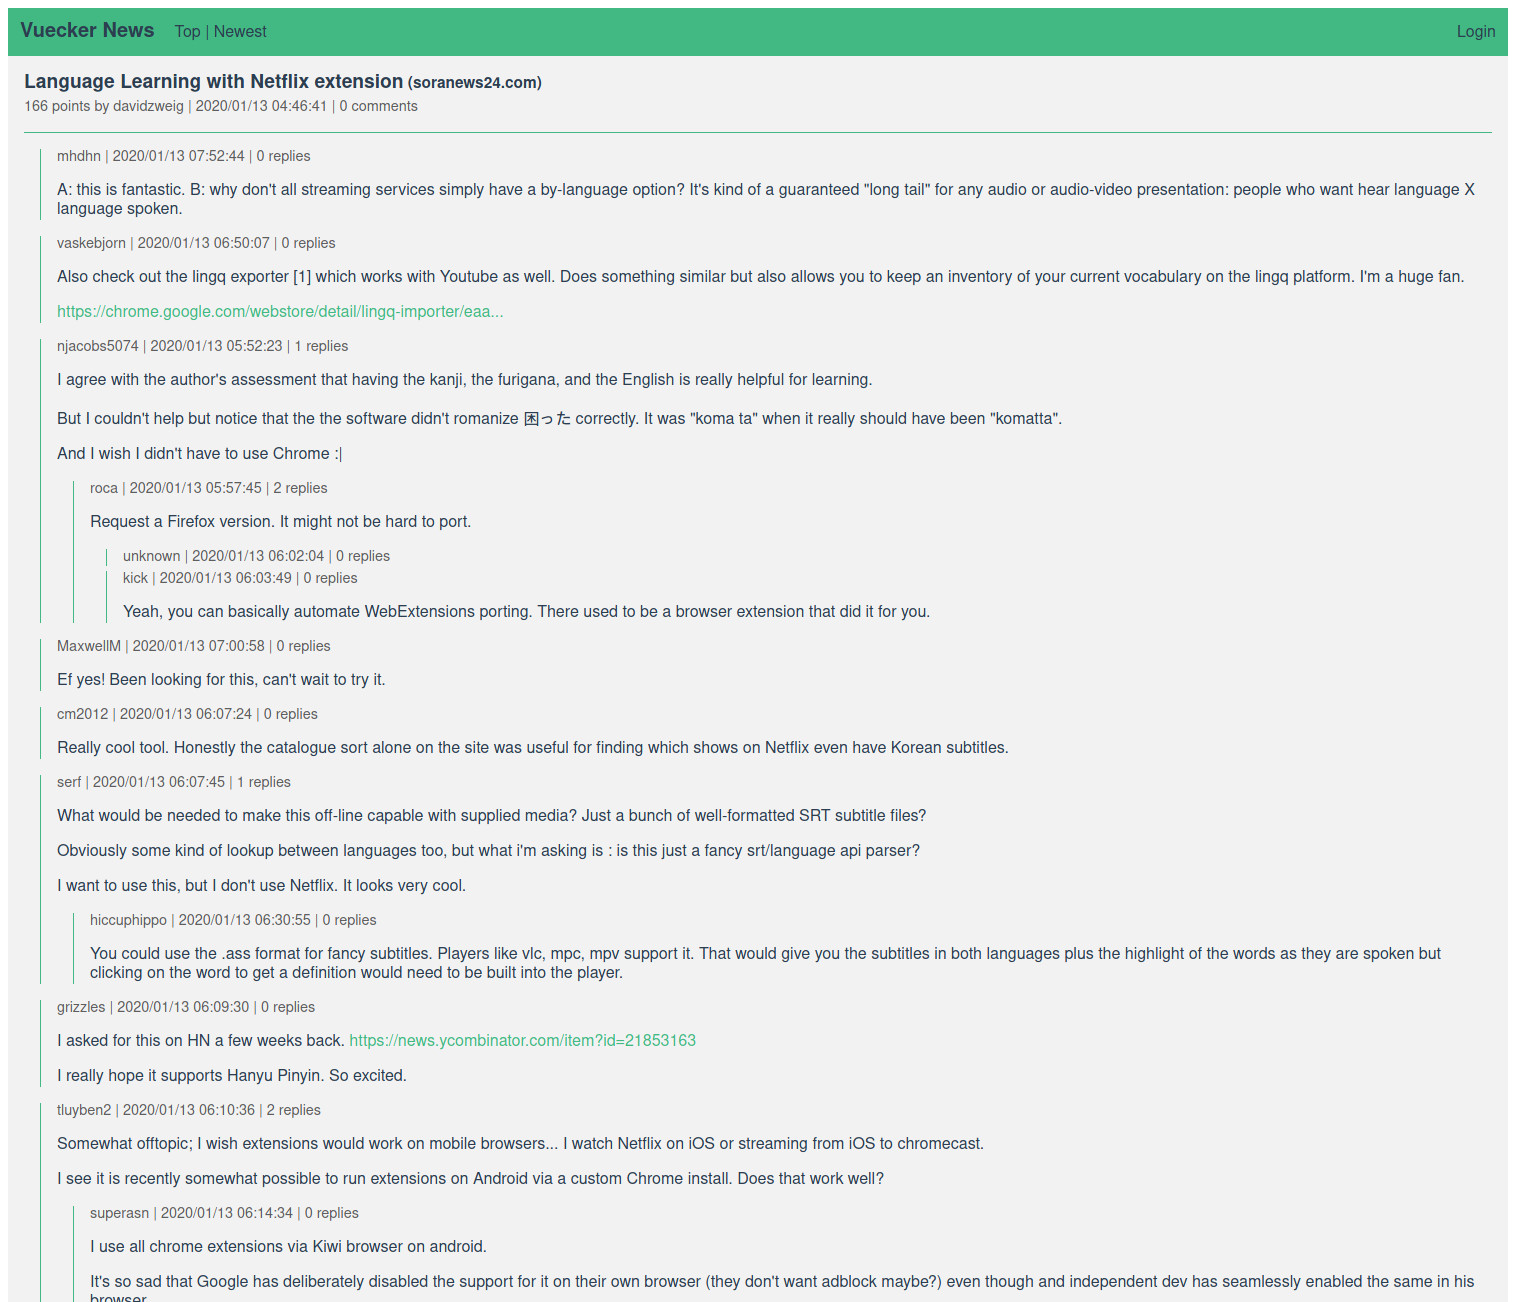 Vuecker News Top | Newest Login
Language Learning with Netflix extension (soranews24.com)
166 points by davidzweig | 2020/01/13 04:46:41 | 0 comments
mhdhn | 2020/01/13 07:52:44 | 0 replies
A: this is fantastic. B: why don't all streaming services simply have a by-language option? It's kind of a guaranteed "long tail" for any audio or audio-video presentation: people who want hear language X
language spoken.
vaskebjorn | 2020/01/13 06:50:07 | 0 replies
Also check out the lingq exporter [1] which works with Youtube as well. Does something similar but also allows you to keep an inventory of your current vocabulary on the lingq platform. I'm a huge fan.
https://chrome.google.com/webstore/detail/lingq-importer/eaa...
njacobs5074 | 2020/01/13 05:52:23 | 1 replies
I agree with the author's assessment that having the kanji, the furigana, and the English is really helpful for learning.
But I couldn't help but notice that the the software didn't romanize 困った correctly. It was "koma ta" when it really should have been "komatta".
And I wish I didn't have to use Chrome :|
roca | 2020/01/13 05:57:45 | 2 replies
Request a Firefox version. It might not be hard to port.
unknown | 2020/01/13 06:02:04 | 0 replies
kick | 2020/01/13 06:03:49 | 0 replies
Yeah, you can basically automate WebExtensions porting. There used to be a browser extension that did it for you.
MaxwellM | 2020/01/13 07:00:58 | 0 replies
Ef yes! Been looking for this, can't wait to try it.
cm2012 | 2020/01/13 06:07:24 | 0 replies
Really cool tool. Honestly the catalogue sort alone on the site was useful for finding which shows on Netflix even have Korean subtitles.
serf | 2020/01/13 06:07:45 | 1 replies
What would be needed to make this off-line capable with supplied media? Just a bunch of well-formatted SRT subtitle files?
Obviously some kind of lookup between languages too, but what i'm asking is : is this just a fancy srt/language api parser?
I want to use this, but I don't use Netflix. It looks very cool.
hiccuphippo | 2020/01/13 06:30:55 | 0 replies
You could use the .ass format for fancy subtitles. Players like vlc, mpc, mpv support it. That would give you the subtitles in both languages plus the highlight of the words as they are spoken but
clicking on the word to get a definition would need to be built into the player.
grizzles | 2020/01/13 06:09:30 | 0 replies
I asked for this on HN a few weeks back. https://news.ycombinator.com/item?id=21853163
I really hope it supports Hanyu Pinyin. So excited.
tluyben2 | 2020/01/13 06:10:36 | 2 replies
Somewhat offtopic; I wish extensions would work on mobile browsers... I watch Netflix on iOS or streaming from iOS to chromecast.
I see it is recently somewhat possible to run extensions on Android via a custom Chrome install. Does that work well?
superasn | 2020/01/13 06:14:34 | 0 replies
I use all chrome extensions via Kiwi browser on android.
It's so sad that Google has deliberately disabled the support for it on their own browser (they don't want adblock maybe?) even though and independent dev has seamlessly enabled the same in his
browser